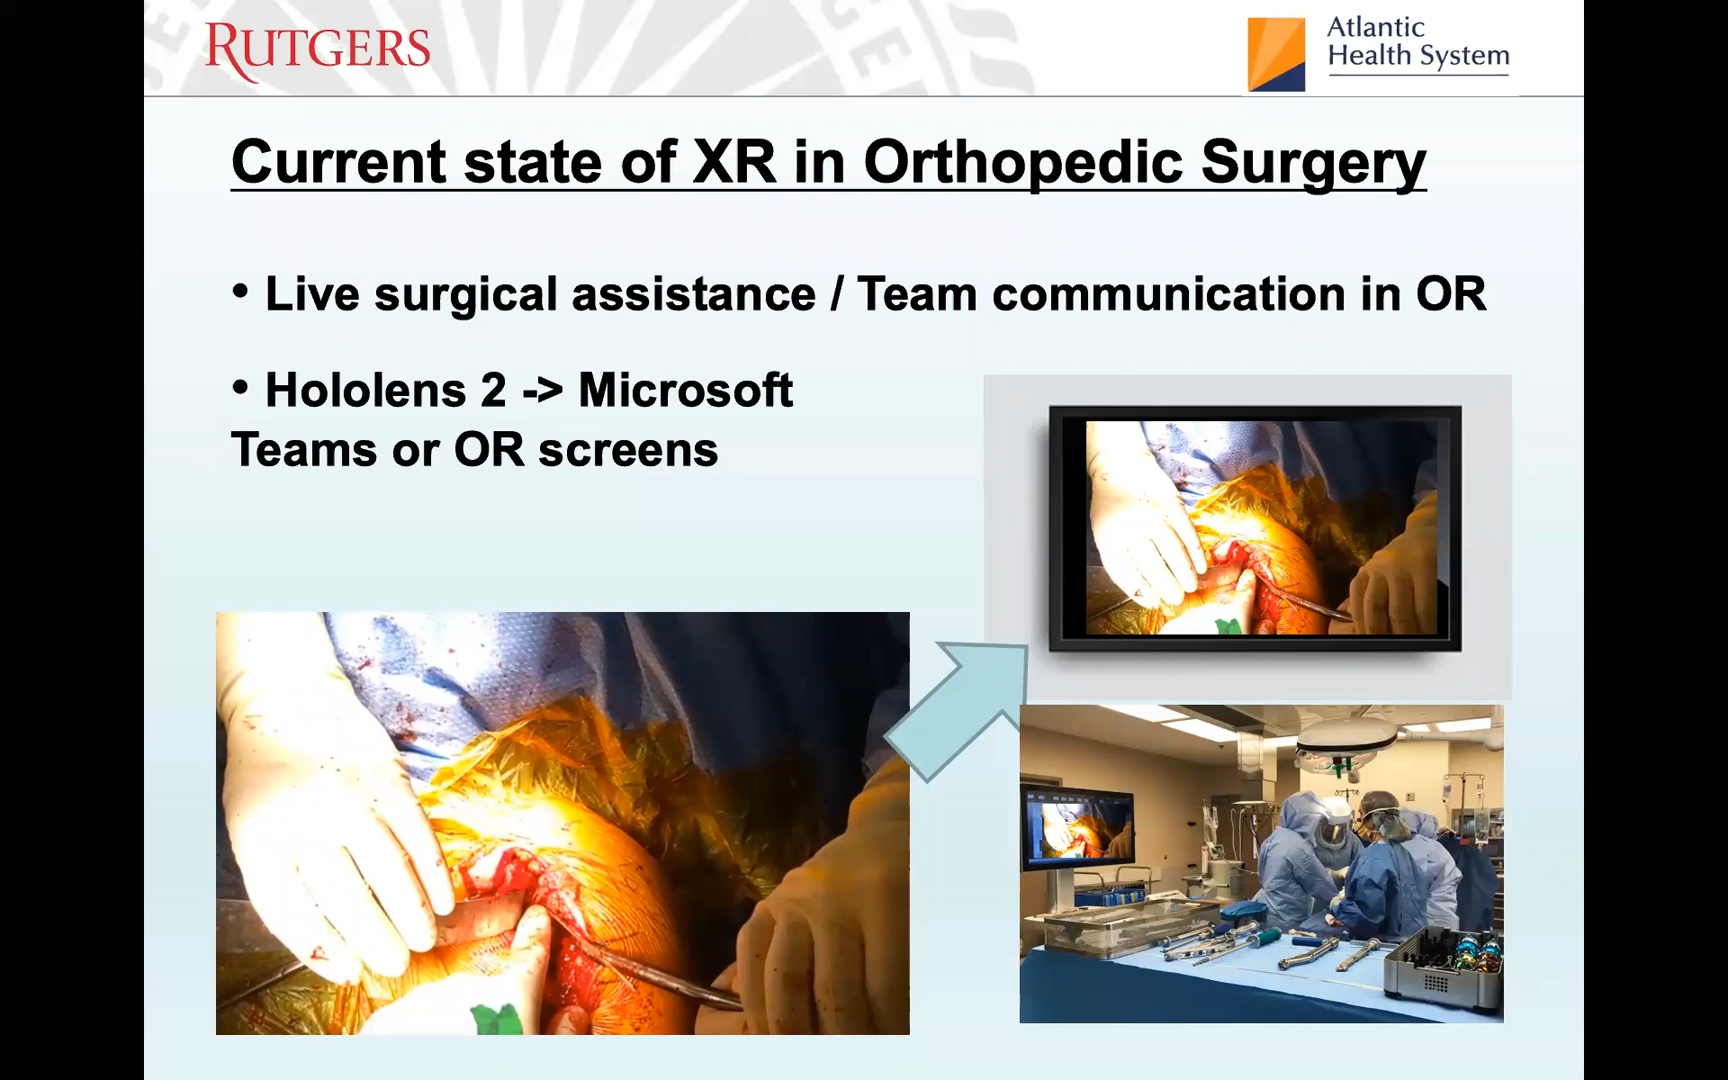 RUTGERS
Atlantic
Health System
Current state of XR in Orthopedic Surgery
• Live surgical assistance / Team communication in OR
• Hololens 2 -> Microsoft
Teams or OR screens